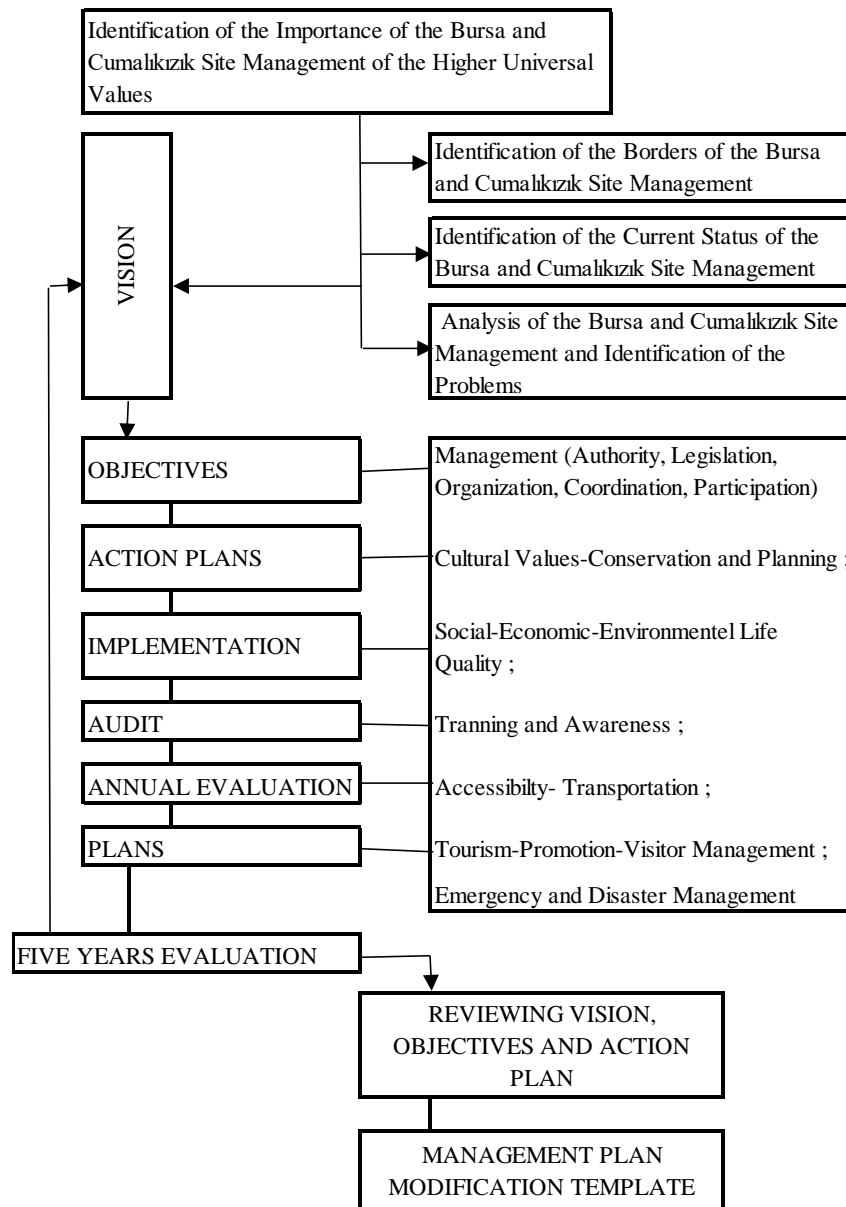 Identification of the Importance of the Bursa and
Cumalıkızık Site Management of the Higher Universal
Values
Identification of the Borders of the Bursa
and Cumalıkızık Site Management
VISION
Identification of the Current Status of the
Bursa and Cumalıkızık Site Management
Analysis of the Bursa and Cumalıkızık Site
Management and Identification of the
Problems
OBJECTIVES
Management (Authority, Legislation,
Organization, Coordination, Participation)
ACTION PLANS
Cultural Values-Conservation and Planning ;
IMPLEMENTATION
Social-Economic-Environmentel Life
Quality ;
AUDIT
Tranning and Awareness ;
ANNUAL EVALUATION
Accessibilty- Transportation ;
PLANS
Tourism-Promotion-Visitor Management ;
Emergency and Disaster Management
FIVE YEARS EVALUATION
REVIEWING VISION,
OBJECTIVES AND ACTION
PLAN
MANAGEMENT PLAN
MODIFICATION TEMPLATE